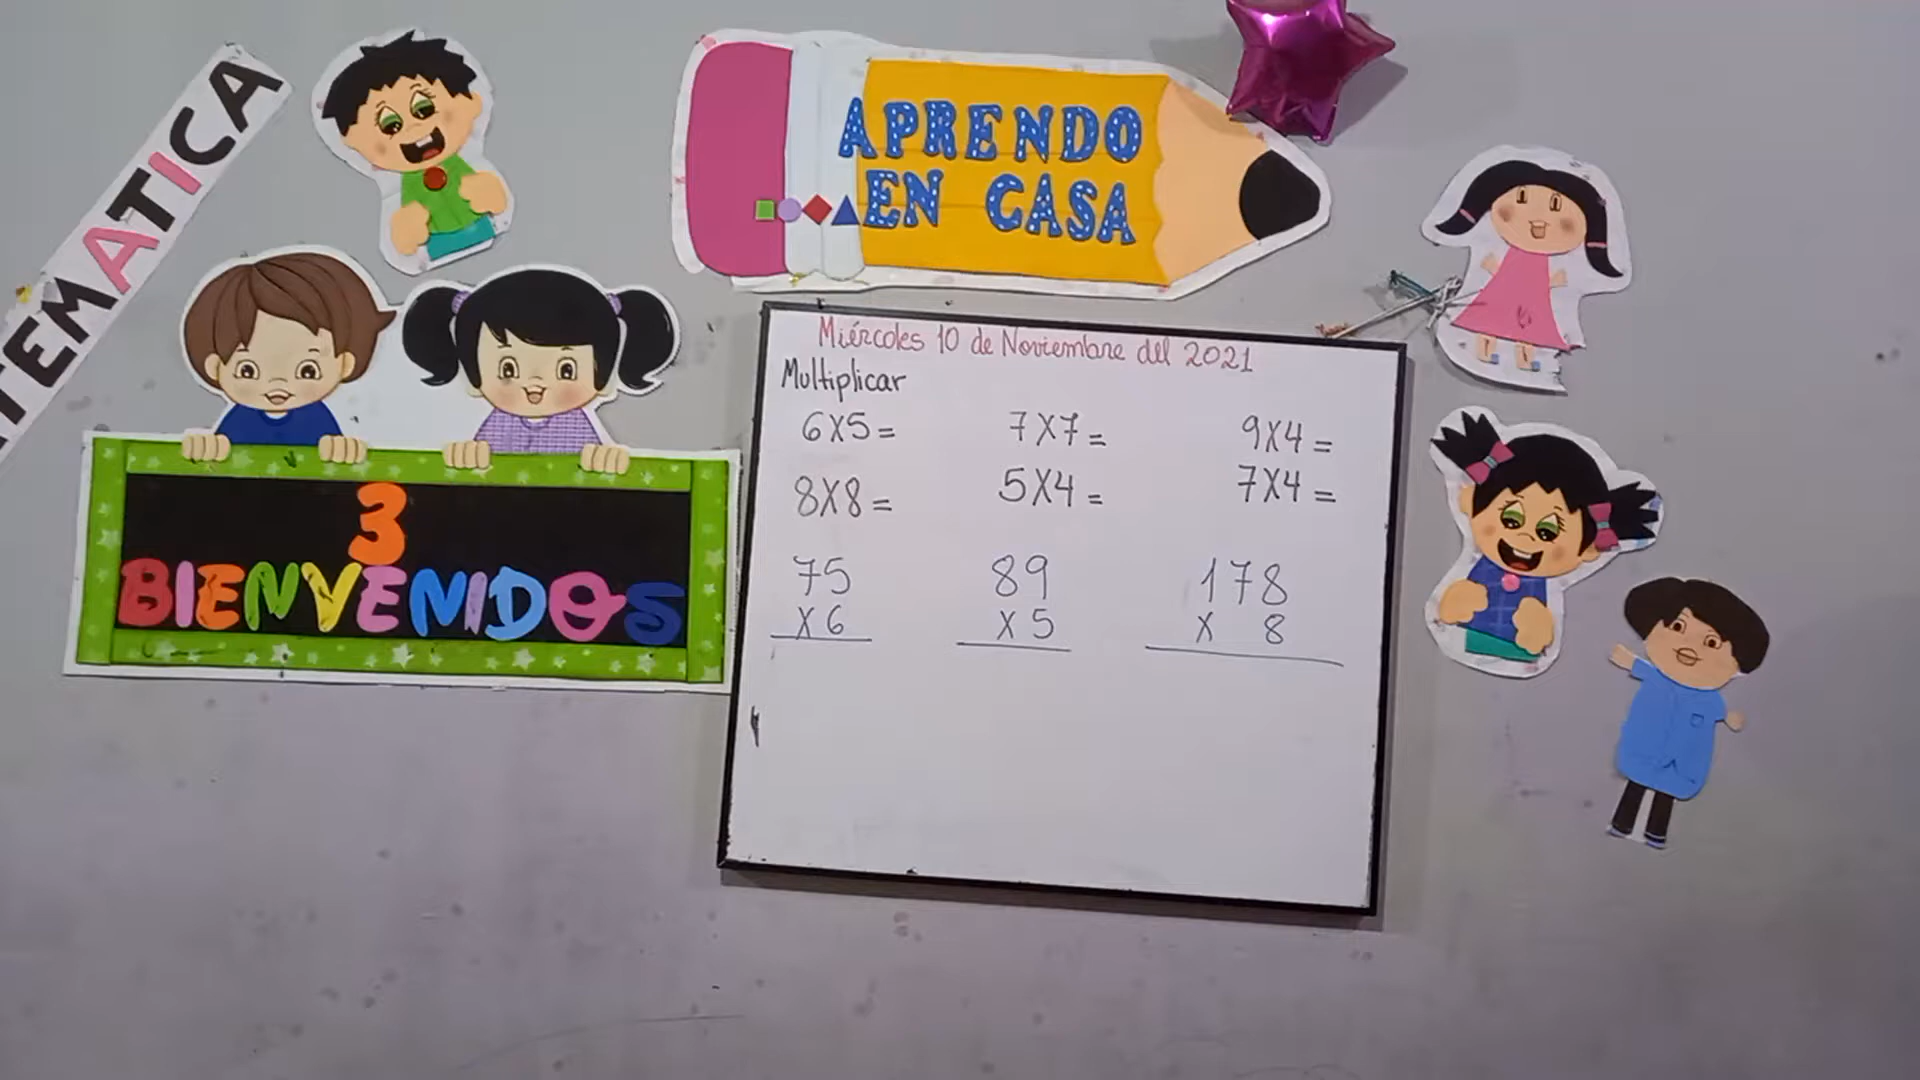 TEMATICA
APRENDO
EN CASA
3
BIENVENIDOS
Miércoles 10 de Noviembre del 2021
Multiplicar
6X5= 7X7= 9X4=
8X8= 5X4= 7X4=
75 89 178
X6 X5 X 8